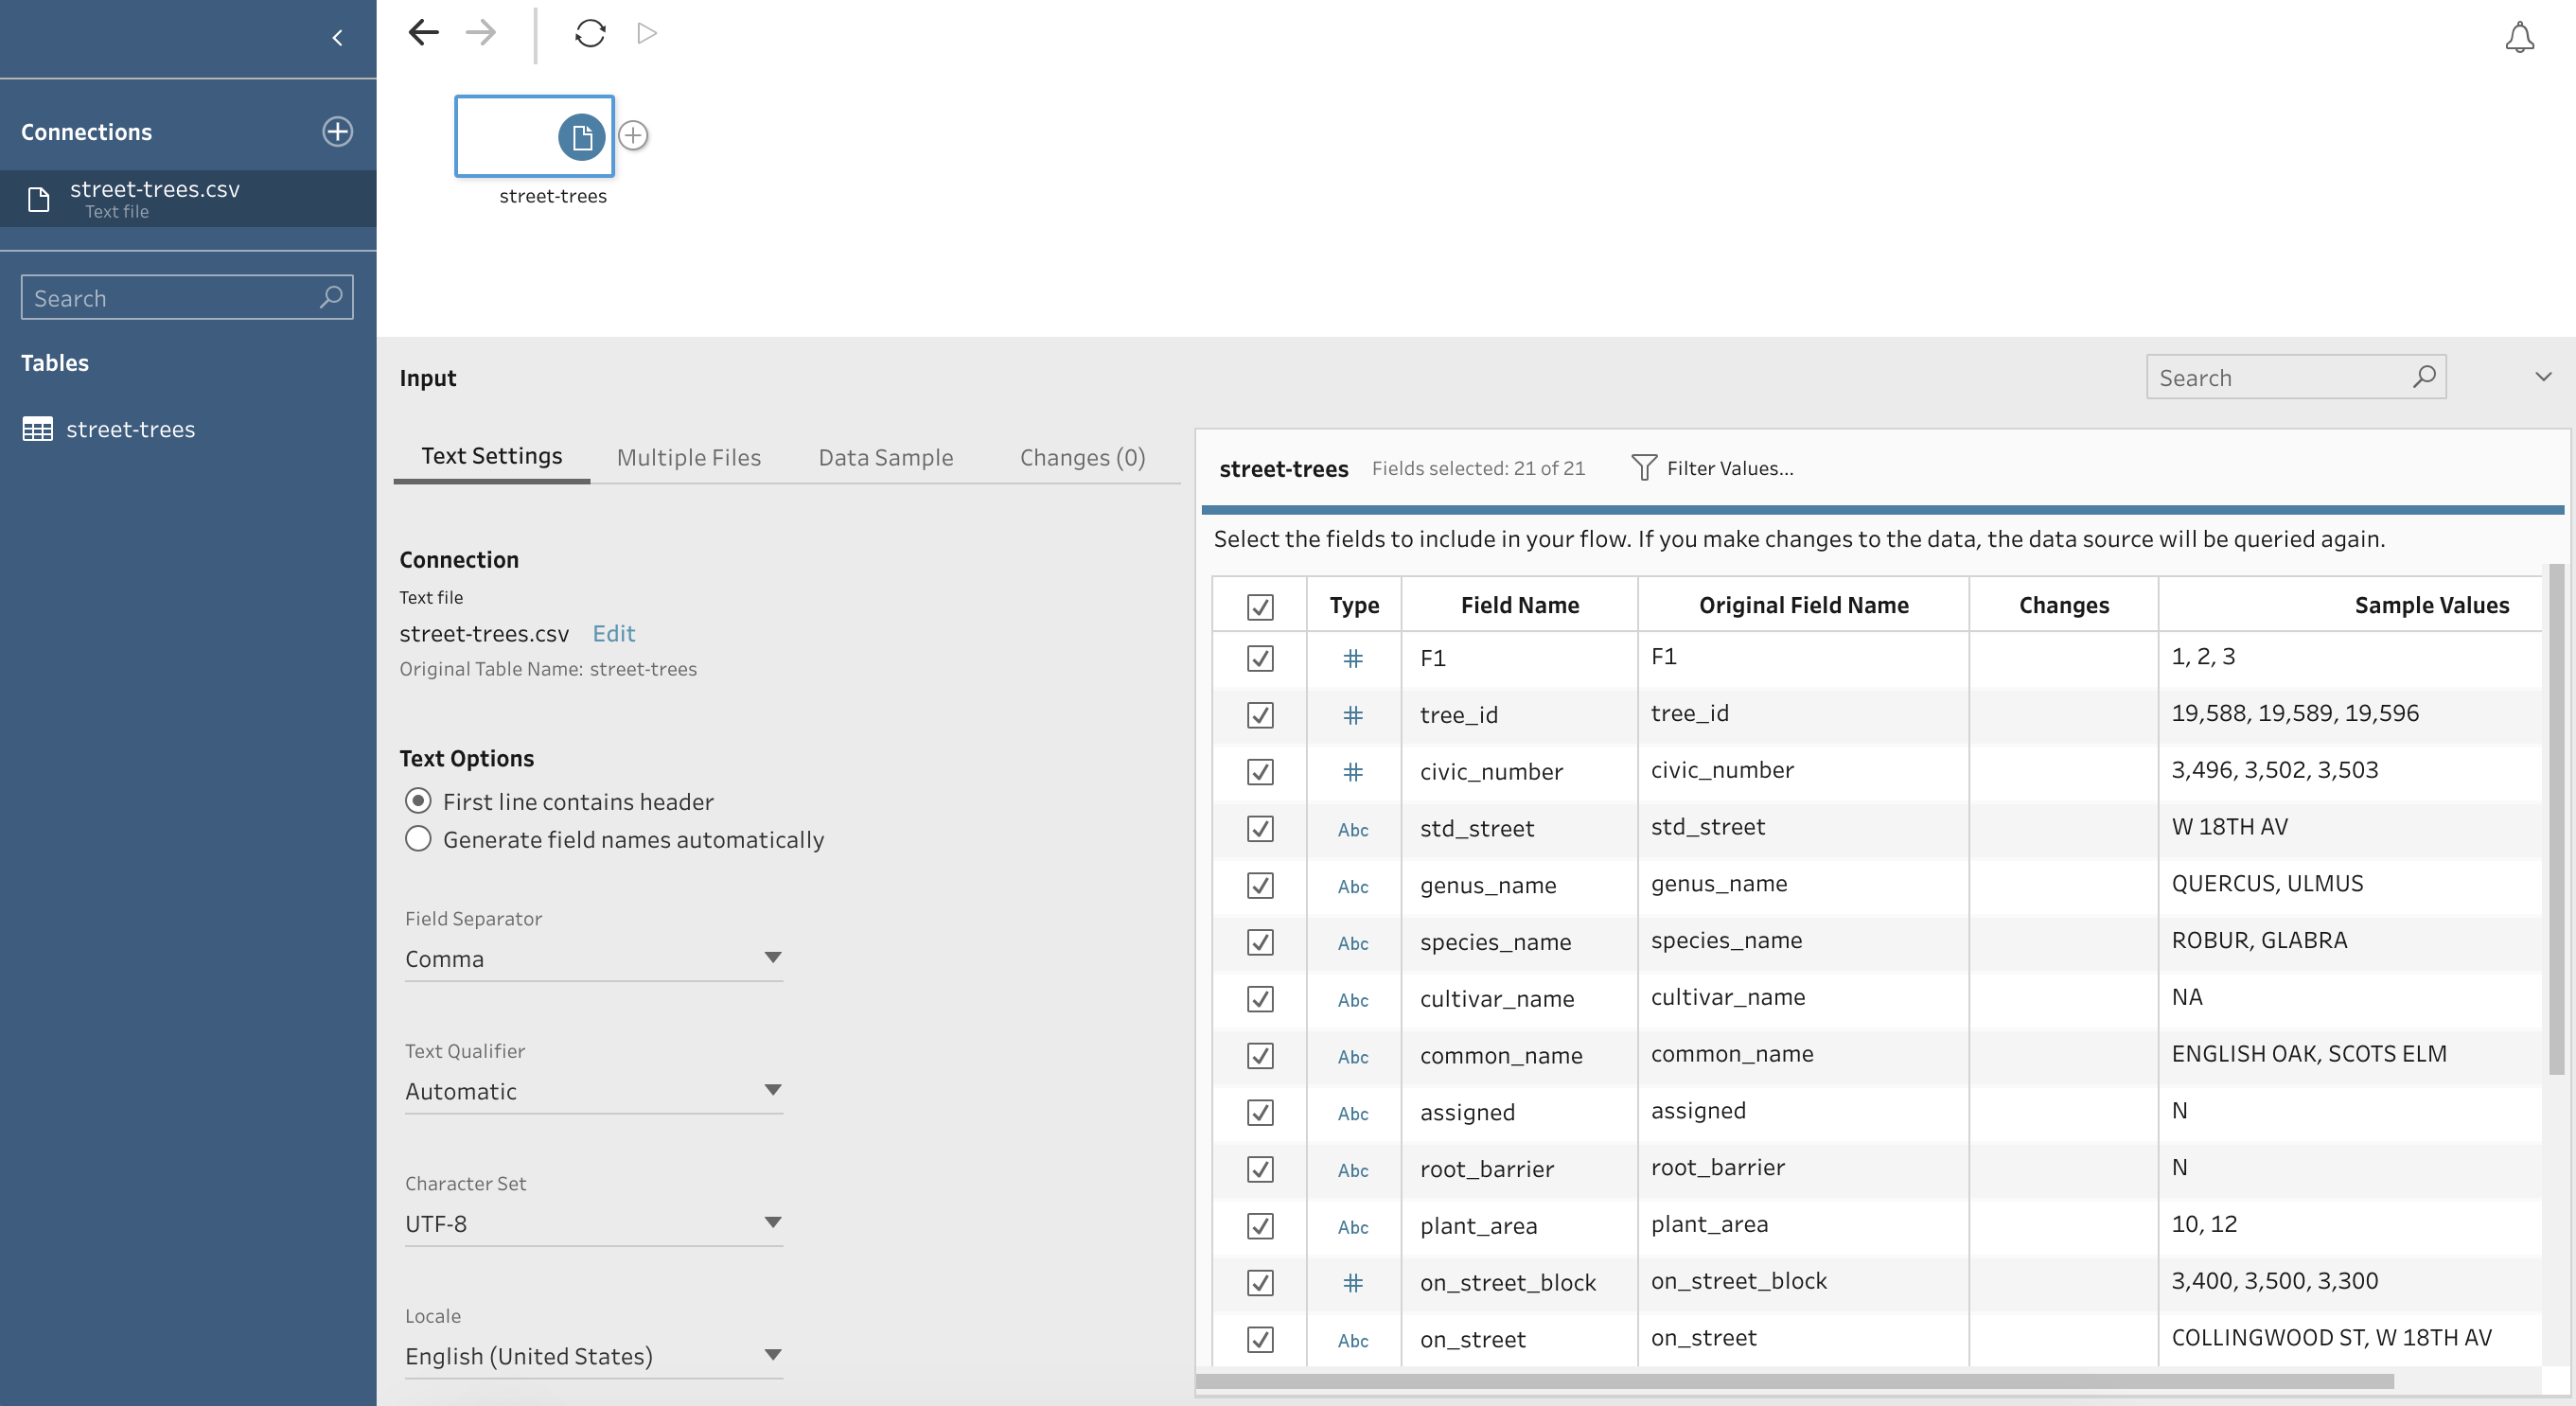 Connections
street-trees.csv
Text file
Search
Tables
street-trees
street-trees
Input
Search
Text Settings Multiple Files Data Sample Changes (0)
Connection
Text file
street-trees.csv Edit
Original Table Name: street-trees
Text Options
First line contains header
Generate field names automatically
Field Separator
Comma
Text Qualifier
Automatic
Character Set
UTF-8
Locale
English (United States)
street-trees Fields selected: 21 of 21 Filter Values...
Select the fields to include in your flow. If you make changes to the data, the data source will be queried again.
Type Field Name Original Field Name Changes Sample Values
# F1 F1 1, 2, 3
# tree_id tree_id 19,588, 19,589, 19,596
# civic_number civic_number 3,496, 3,502, 3,503
Abc std_street std_street W 18TH AV
Abc genus_name genus_name QUERCUS, ULMUS
Abc species_name species_name ROBUR, GLABRA
Abc cultivar_name cultivar_name NA
Abc common_name common_name ENGLISH OAK, SCOTS ELM
Abc assigned assigned N
Abc root_barrier root_barrier N
Abc plant_area plant_area 10, 12
# on_street_block on_street_block 3,400, 3,500, 3,300
Abc on_street on_street COLLINGWOOD ST, W 18TH AV